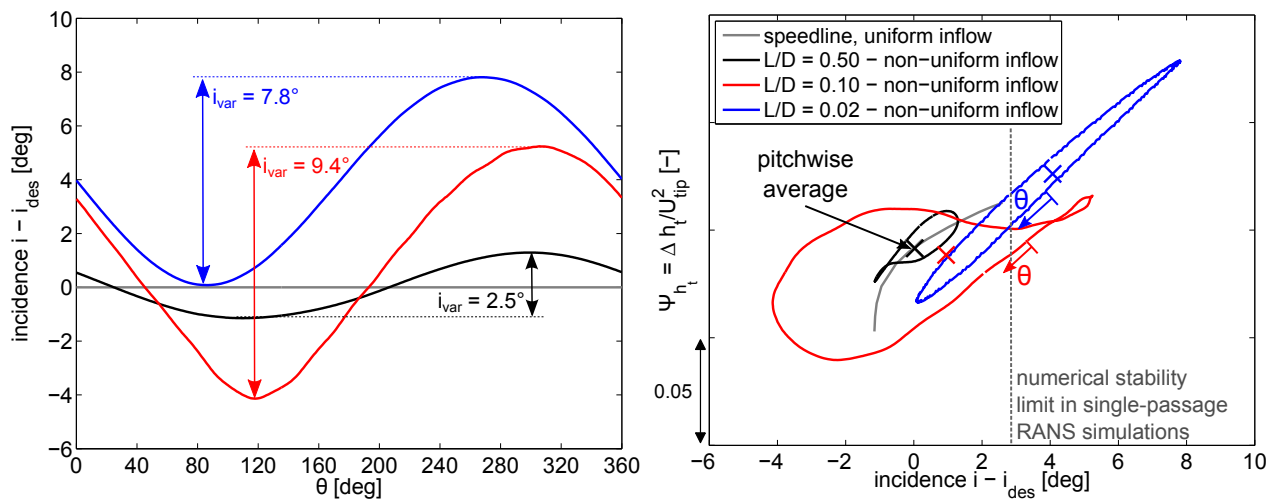 8
6
4
2
0
−2
−4
−6
incidence i − i_des [deg]
i_var = 7.8°
i_var = 9.4°
i_var = 2.5°
0 40 80 120 160 200 240 280 320 360
θ [deg]
speedline, uniform inflow
L/D = 0.50 − non−uniform inflow
L/D = 0.10 − non−uniform inflow
L/D = 0.02 − non−uniform inflow
pitchwise
average
θ
θ
Ψ_h_t = Δ h_t/U²_tip [−]
0.05
numerical stability
limit in single−passage
RANS simulations
−6 −4 −2 0 2 4 6 8 10
incidence i − i_des [deg]